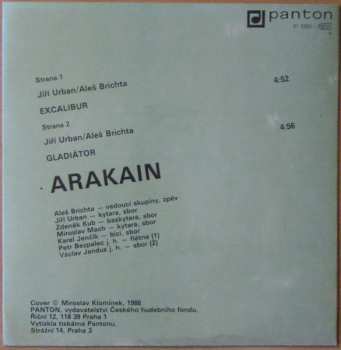 panton
Strana 1
Jiří Urban/Aleš Brichta
4:52
EXCALIBUR
Strana 2
Jiří Urban/Aleš Brichta
4:56
GLADIÁTOR
ARAKAIN
Aleš Brichta — vedoucí skupiny, zpěv
Jiří Urban — kytara, sbor
Zdeněk Kub — baskytara, sbor
Miroslav Mach — kytara, sbor
Karel Jenčík — bicí, sbor
Petr Bezpalec j. h. — flétna (1)
Václav Jandus j. h. — sbor (2)
Cover © Miroslav Klomínek, 1988
PANTON, vydavatelství Českého hudebního fondu,
Říční 12, 118 39 Praha 1
Vytiskla tiskárna Pantonu,
Strážní 14, Praha 3